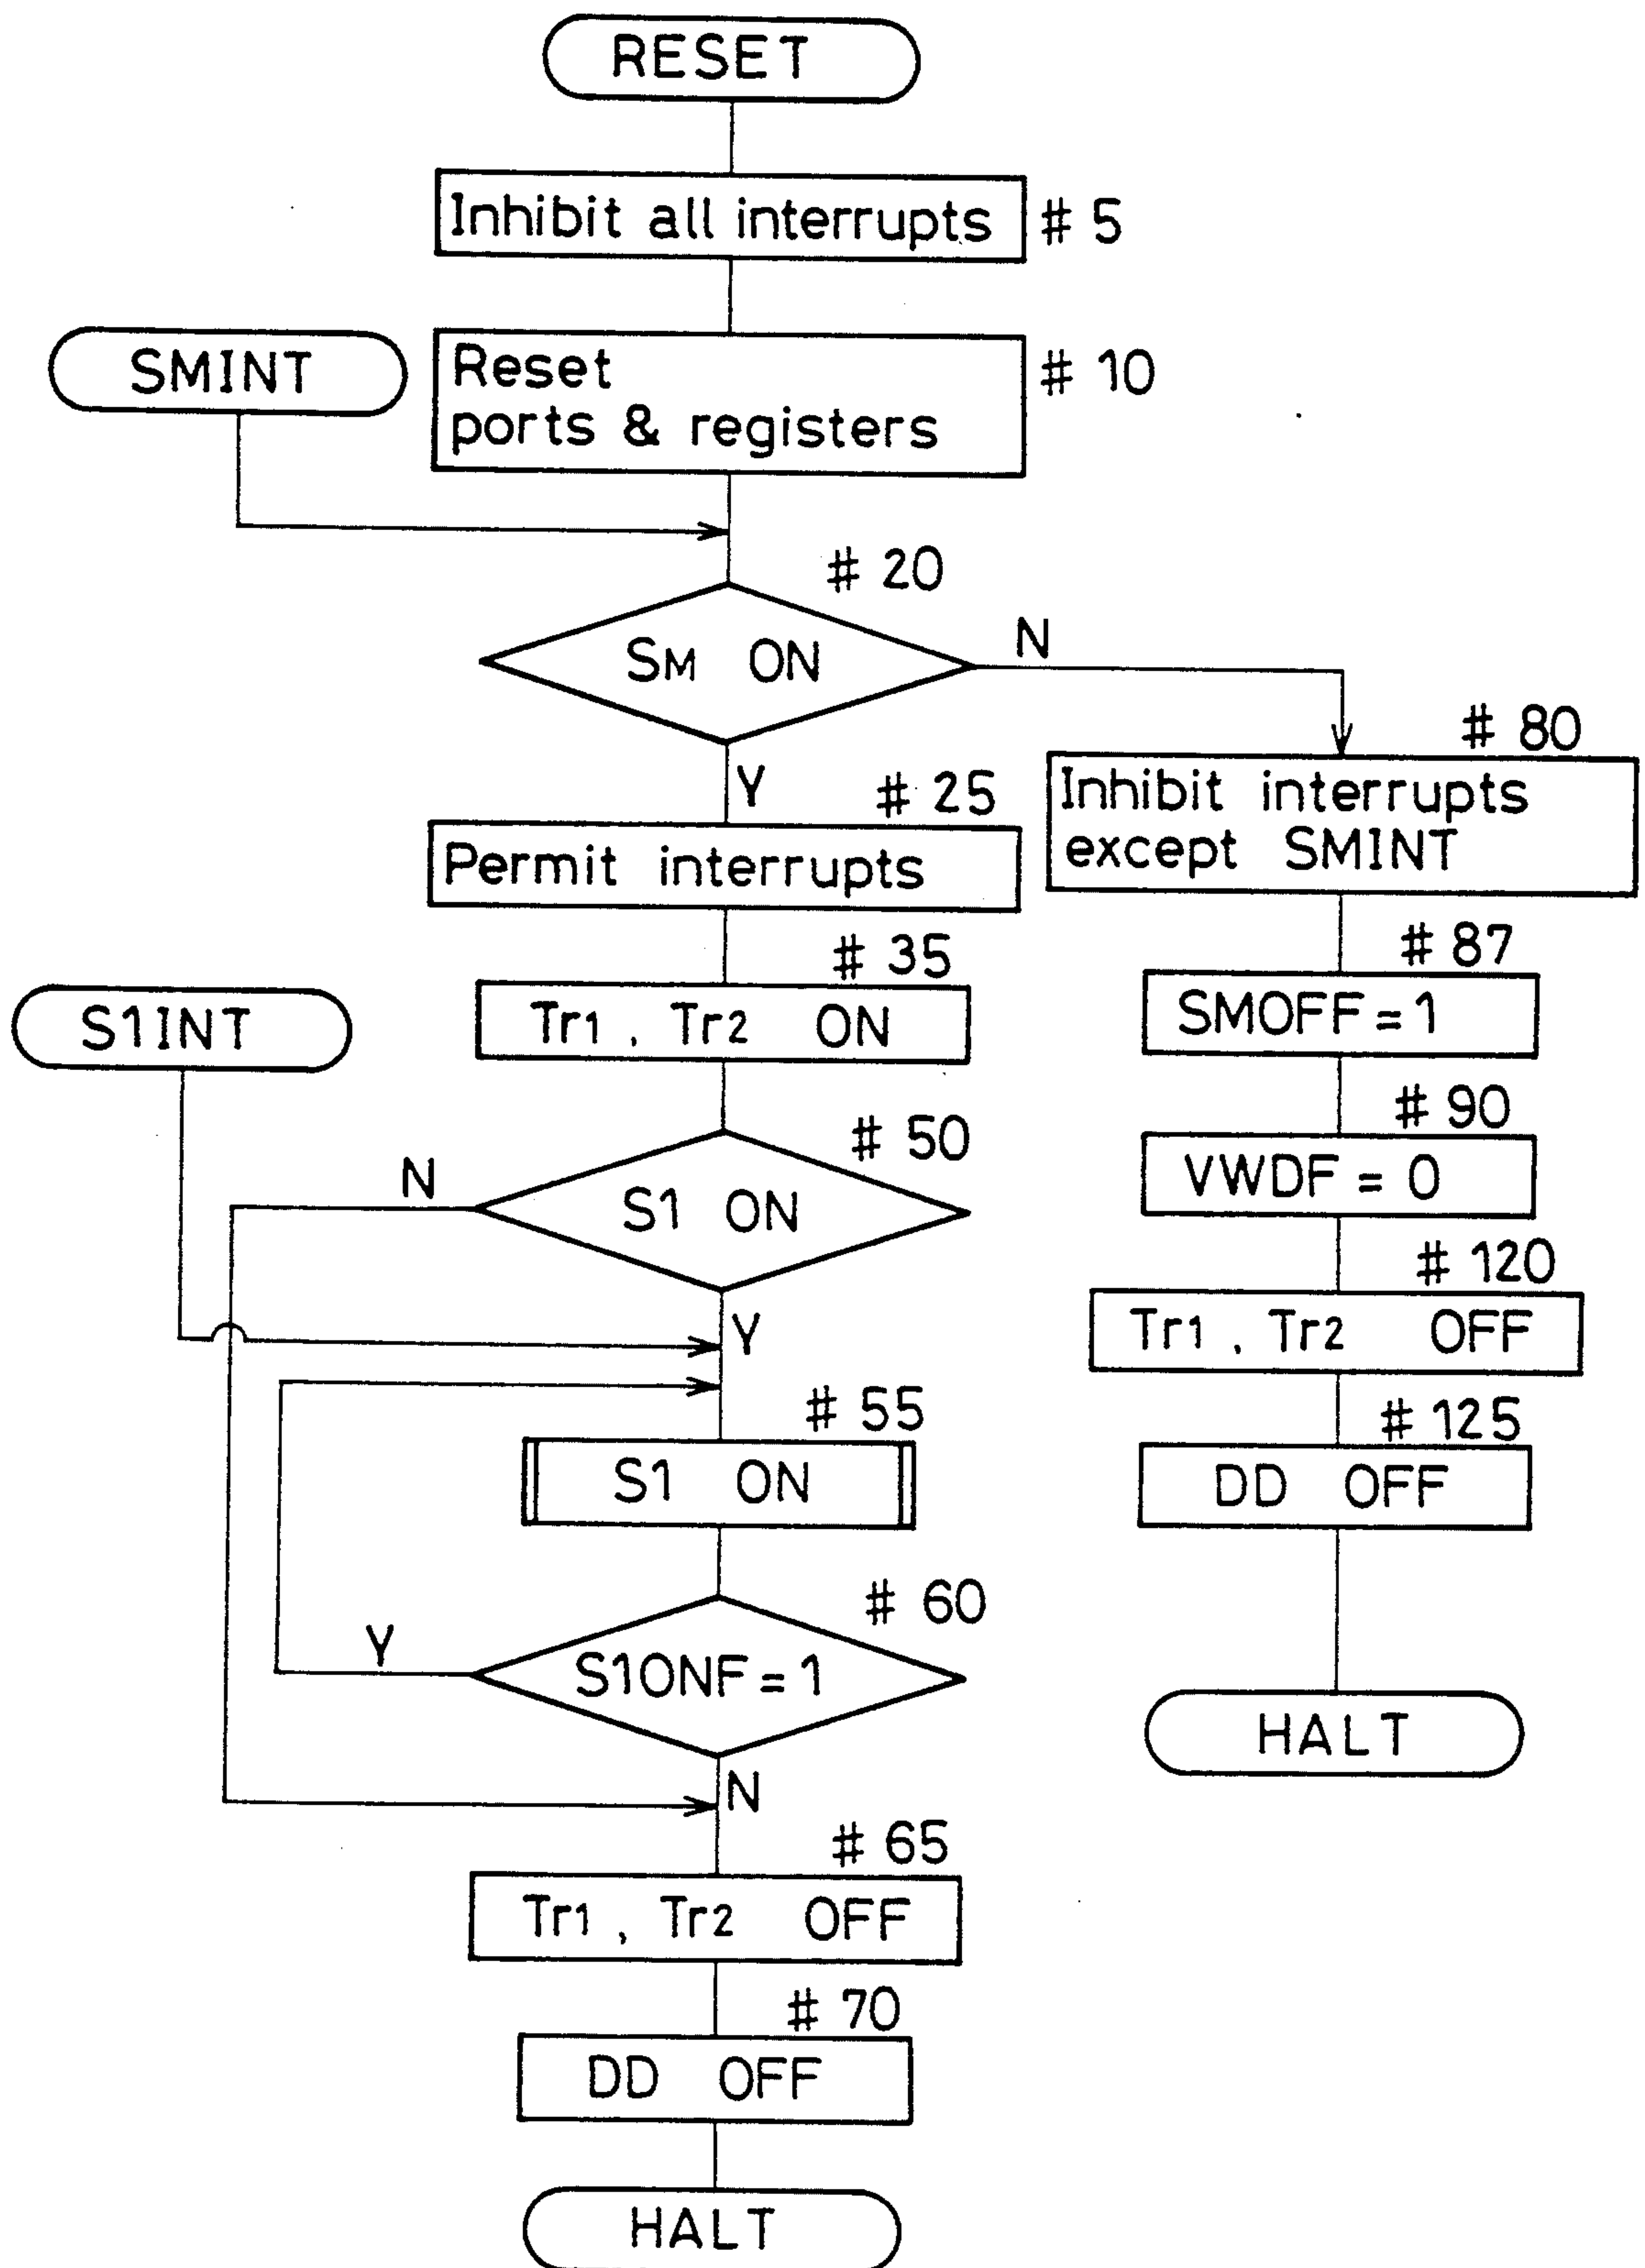 RESET
Inhibit all interrupts # 5
SMINT
Reset # 10
ports & registers
# 20
SM ON
N
Y
# 80
Inhibit interrupts
except SMINT
# 25
Permit interrupts
# 87
SMOFF = 1
# 35
Tr1 , Tr2 ON
S1INT
# 90
VWDF = 0
# 50
N
S1 ON
Y
# 120
Tr1 , Tr2 OFF
# 55
S1 ON
# 125
DD OFF
# 60
Y
S1ONF = 1
N
HALT
# 65
Tr1 , Tr2 OFF
# 70
DD OFF
HALT